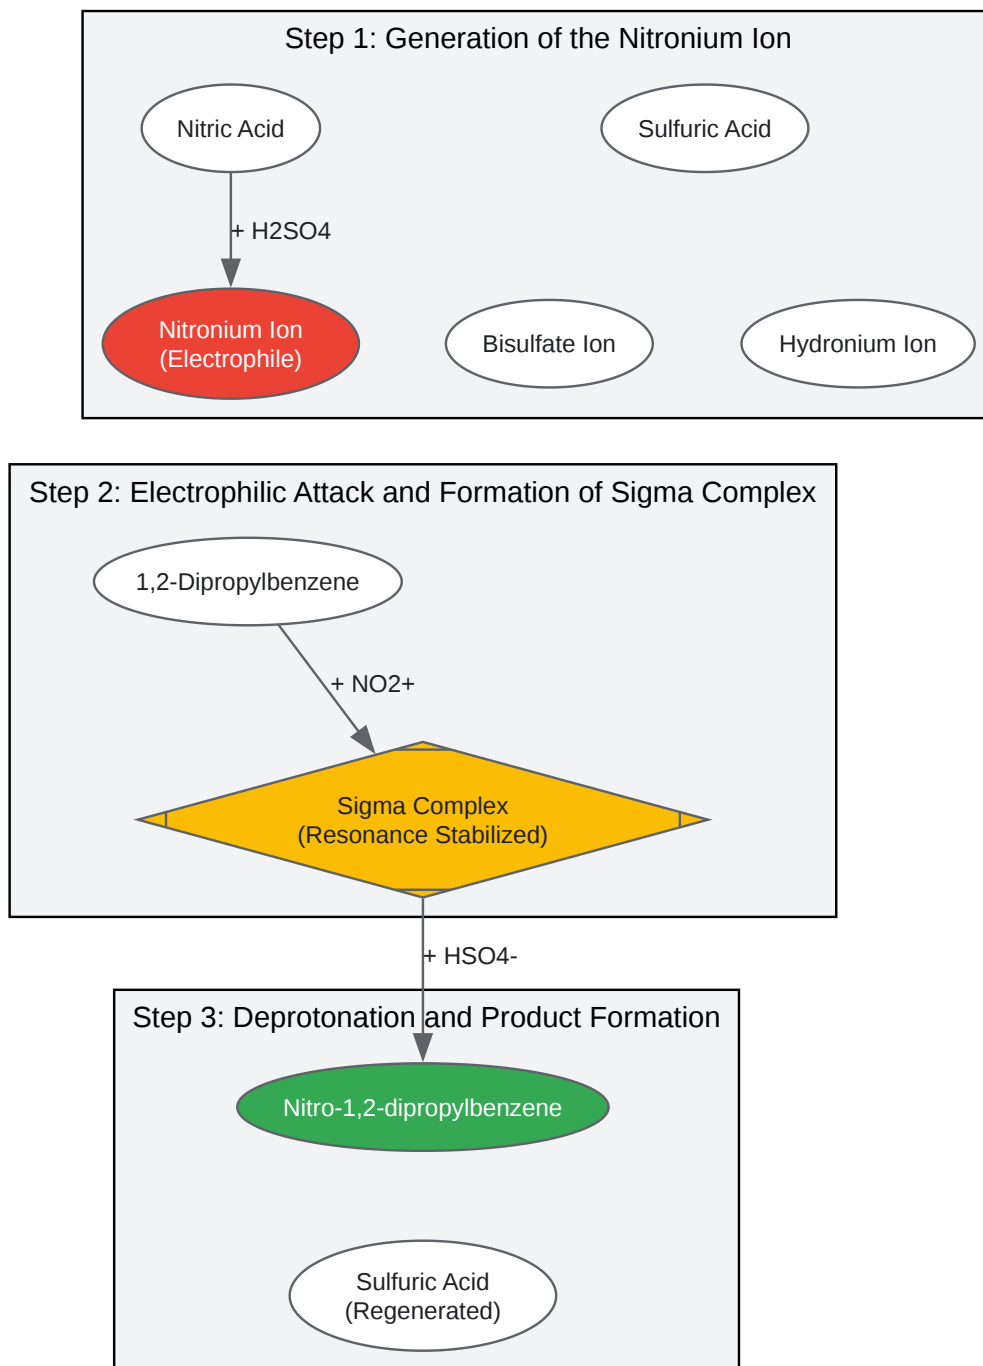 Step 1: Generation of the Nitronium Ion
Nitric Acid
Sulfuric Acid
+ H2SO4
Nitronium Ion
(Electrophile)
Bisulfate Ion
Hydronium Ion
Step 2: Electrophilic Attack and Formation of Sigma Complex
1,2-Dipropylbenzene
+ NO2+
Sigma Complex
(Resonance Stabilized)
+ HSO4-
Step 3: Deprotonation and Product Formation
Nitro-1,2-dipropylbenzene
Sulfuric Acid
(Regenerated)